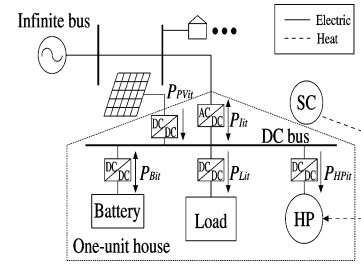 Infinite bus
Electric
Heat
P_PVit
AC
DC
P_Iit
SC
DC
DC
DC bus
DC
DC
P_Bit
DC
DC
P_Lit
DC
DC
P_HPit
Battery
Load
HP
One-unit house